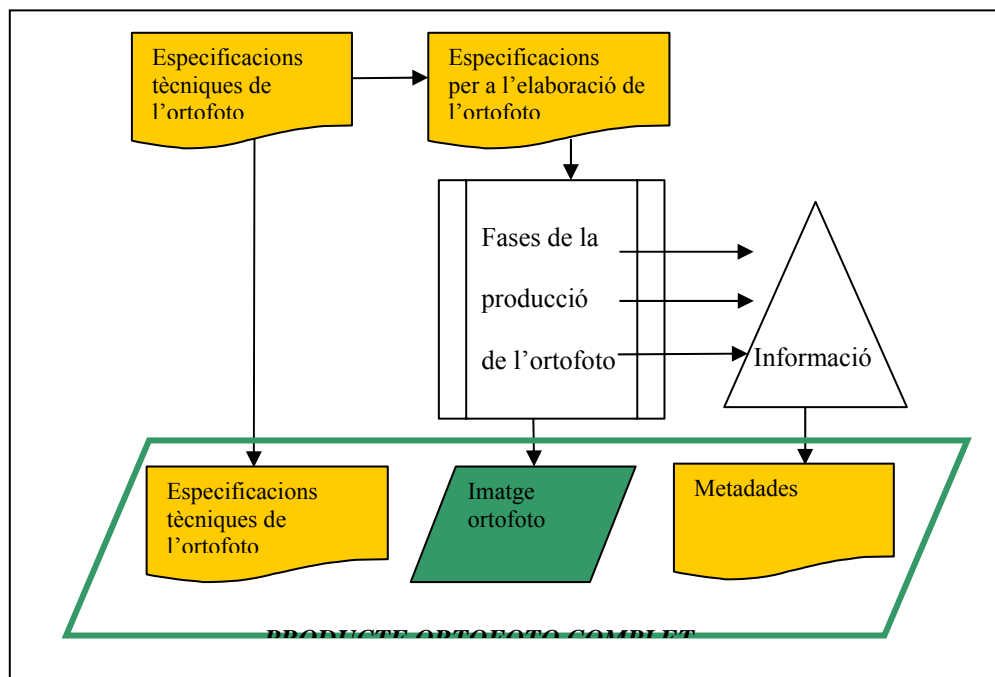 Especificacions
tècniques de
l'ortofoto
Especificacions
per a l'elaboració de
l'ortofoto
Fases de la
producció
de l'ortofoto
Informació
Especificacions
tècniques de
l'ortofoto
Imatge
ortofoto
Metadades
PRODUCTE ORTOFOTO COMPLET